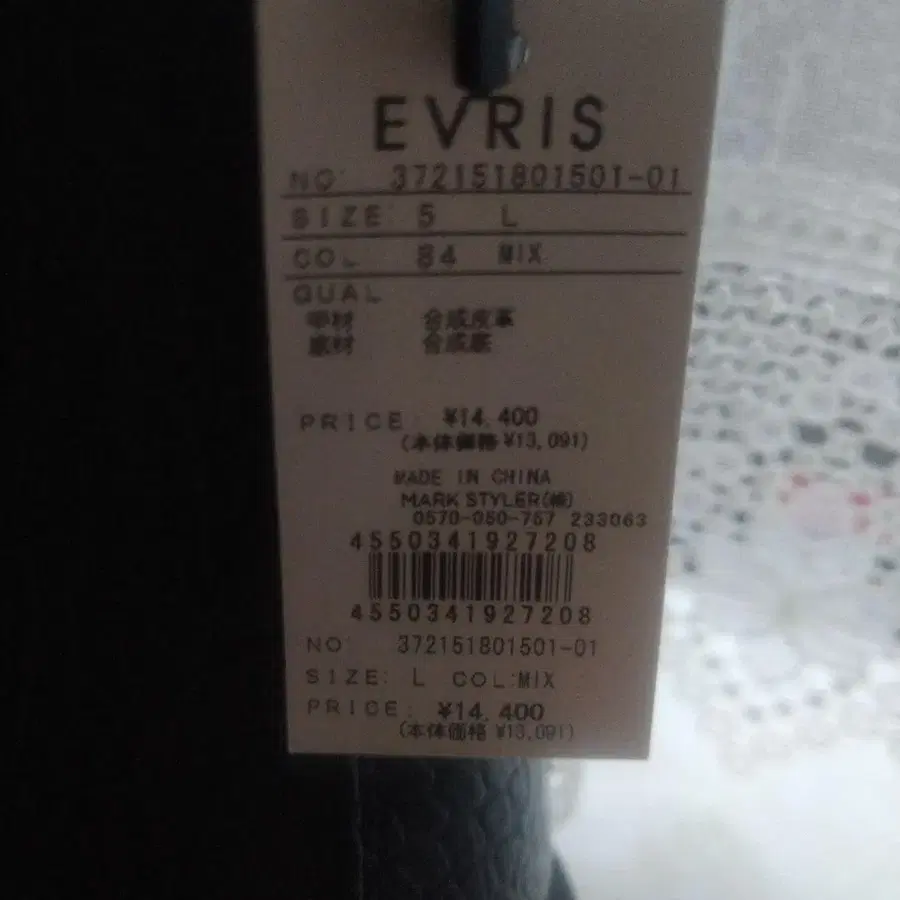 EVRIS
NO: 372151801501-01
SIZE: 5 L
COL 84 MIX
QUAL
甲材 合成皮革
底材 合成底
PRICE: ¥14,400
(本体価格 ¥13,091)
MADE IN CHINA
MARK STYLER(株)
0570-050-757 233063
4550341927208
4550341927208
NO: 372151801501-01
SIZE: L COL:MIX
PRICE: ¥14,400
(本体価格 ¥13,091)